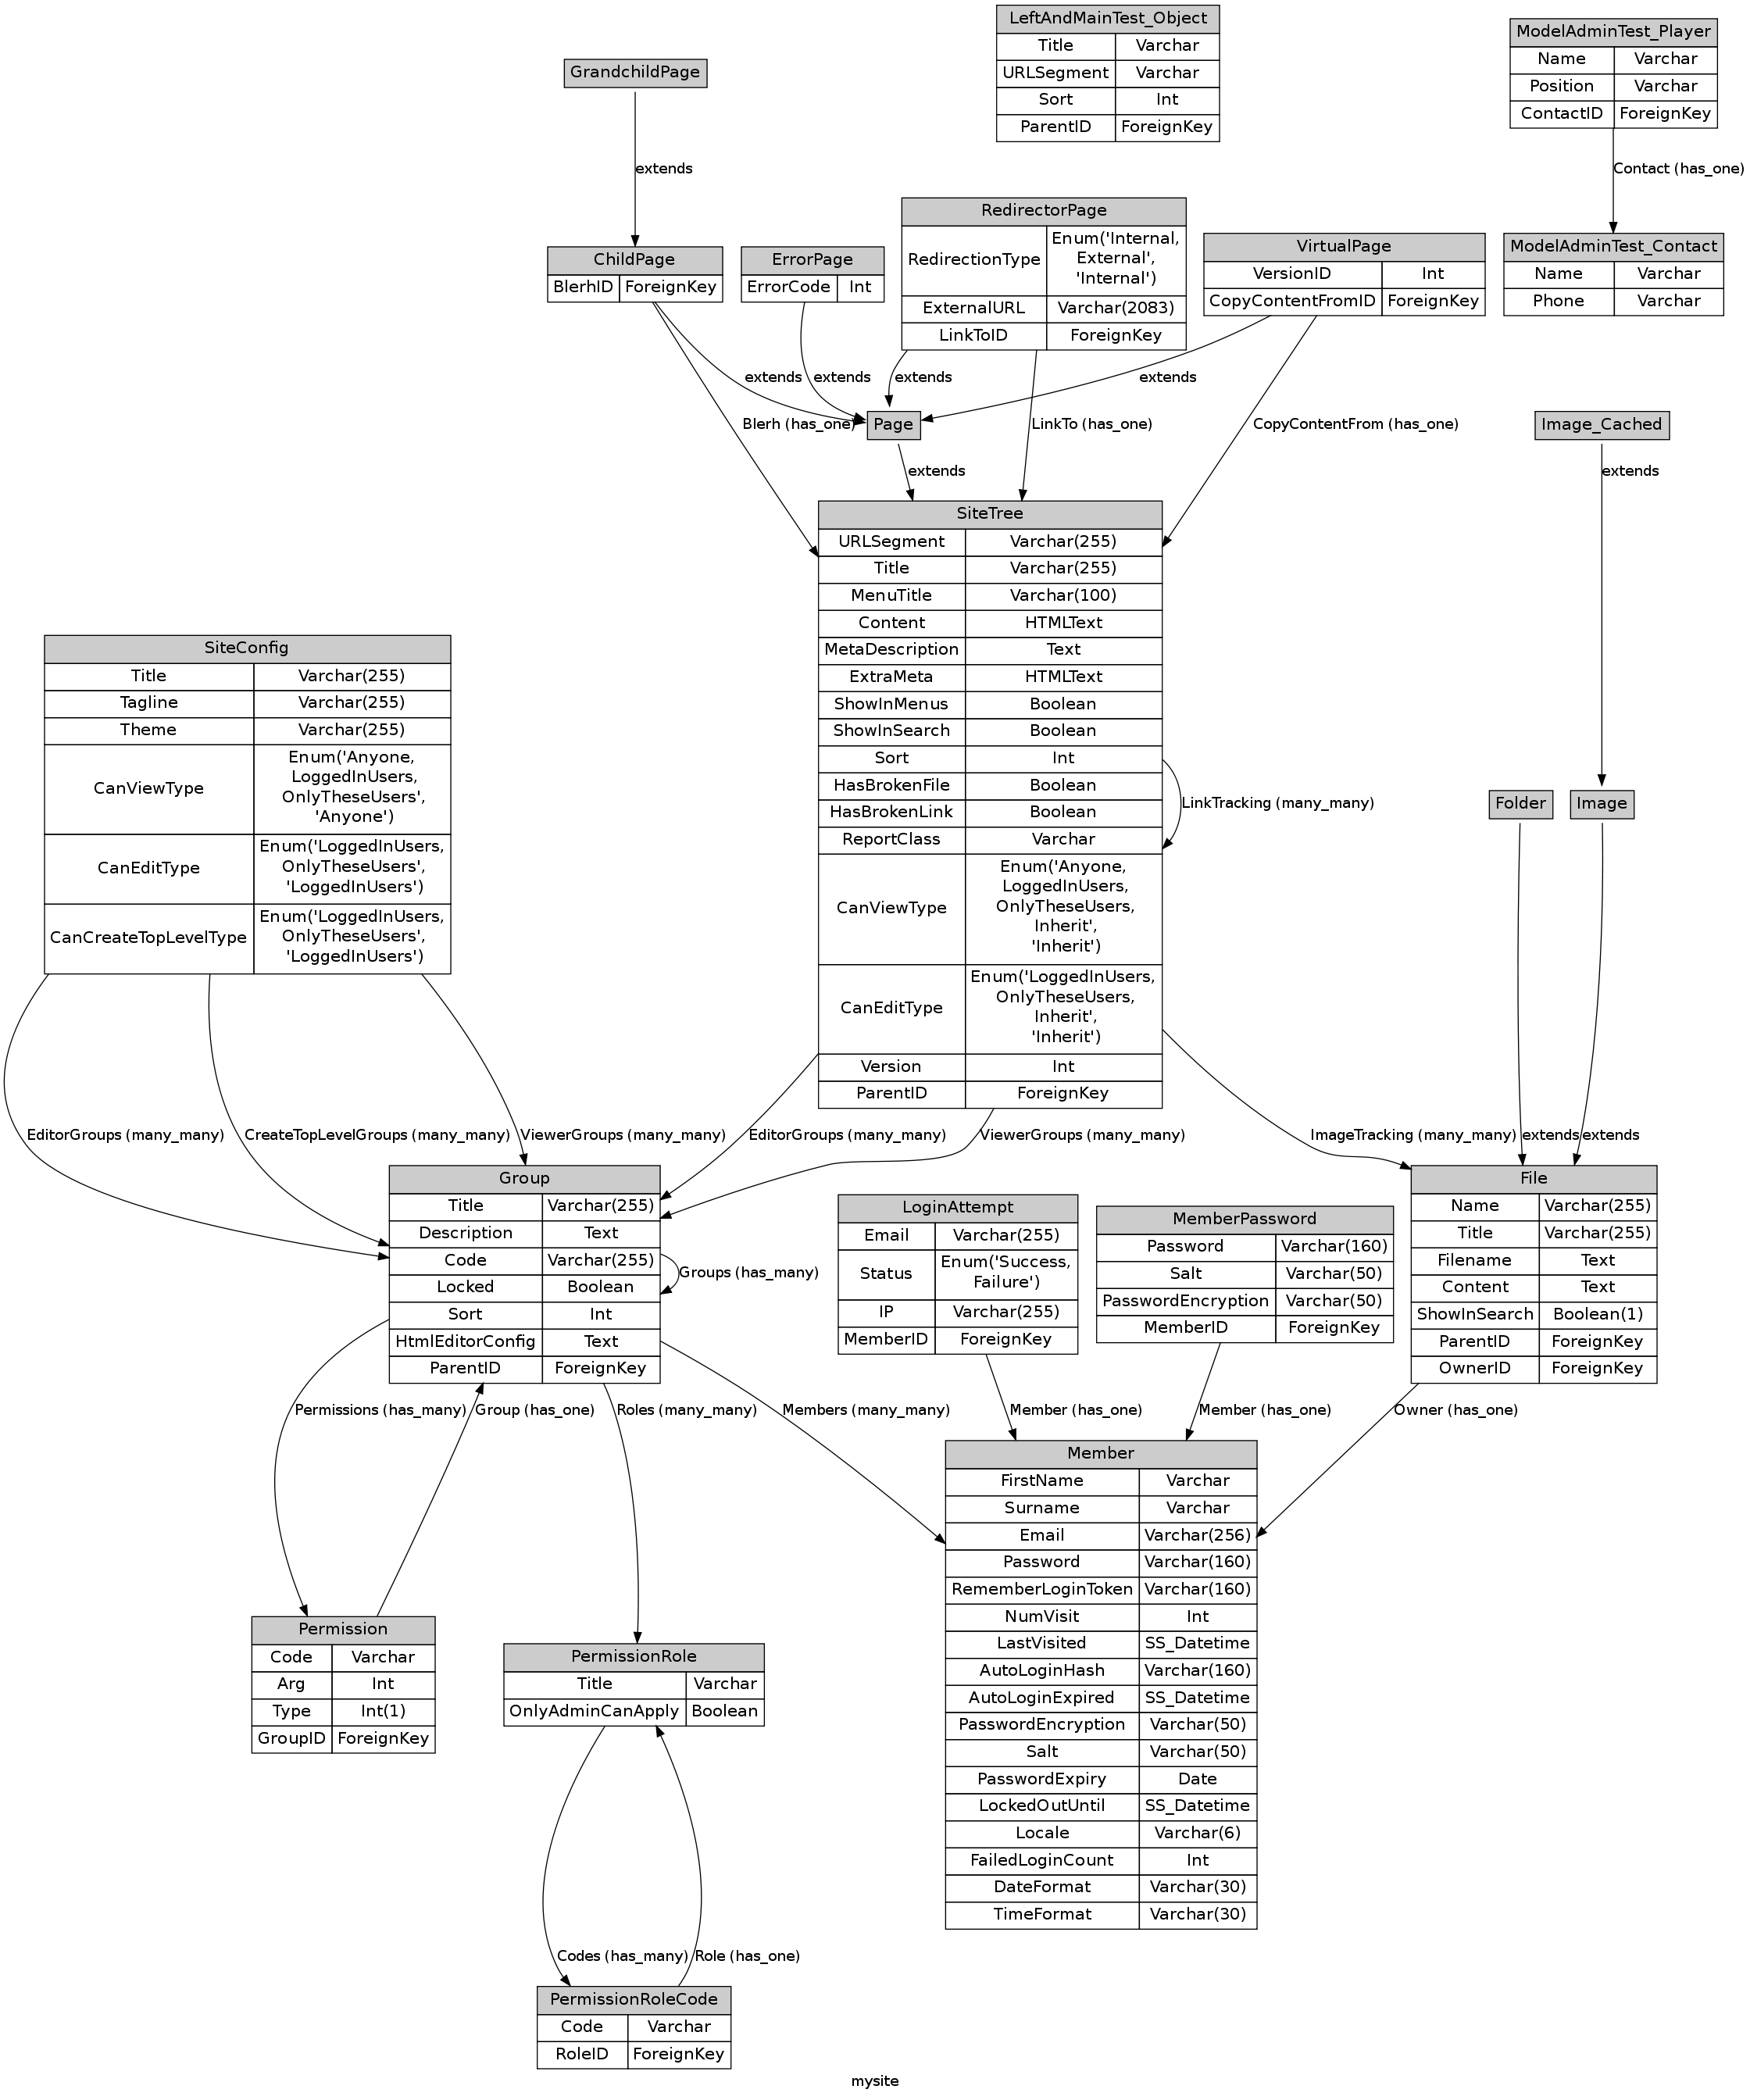 LeftAndMainTest_Object
Title Varchar
URLSegment Varchar
Sort Int
ParentID ForeignKey
ModelAdminTest_Player
Name Varchar
Position Varchar
ContactID ForeignKey
GrandchildPage
extends
Contact (has_one)
ChildPage
BlerhID ForeignKey
ErrorPage
ErrorCode Int
RedirectorPage
RedirectionType
Enum('Internal,
External',
'Internal')
ExternalURL Varchar(2083)
LinkToID ForeignKey
VirtualPage
VersionID Int
CopyContentFromID ForeignKey
ModelAdminTest_Contact
Name Varchar
Phone Varchar
extends
extends
extends
extends
Blerh (has_one)
Page
LinkTo (has_one)
CopyContentFrom (has_one)
Image_Cached
extends
extends
SiteTree
URLSegment Varchar(255)
Title Varchar(255)
MenuTitle Varchar(100)
Content HTMLText
MetaDescription Text
ExtraMeta HTMLText
ShowInMenus Boolean
ShowInSearch Boolean
Sort Int
HasBrokenFile Boolean
HasBrokenLink Boolean
ReportClass Varchar
CanViewType
Enum('Anyone,
LoggedInUsers,
OnlyTheseUsers,
Inherit',
'Inherit')
CanEditType
Enum('LoggedInUsers,
OnlyTheseUsers,
Inherit',
'Inherit')
Version Int
ParentID ForeignKey
LinkTracking (many_many)
SiteConfig
Title Varchar(255)
Tagline Varchar(255)
Theme Varchar(255)
CanViewType
Enum('Anyone,
LoggedInUsers,
OnlyTheseUsers',
'Anyone')
CanEditType
Enum('LoggedInUsers,
OnlyTheseUsers',
'LoggedInUsers')
CanCreateTopLevelType
Enum('LoggedInUsers,
OnlyTheseUsers',
'LoggedInUsers')
Folder
Image
EditorGroups (many_many)
CreateTopLevelGroups (many_many)
ViewerGroups (many_many)
EditorGroups (many_many)
ViewerGroups (many_many)
ImageTracking (many_many)
extends
extends
Group
Title Varchar(255)
Description Text
Code Varchar(255)
Locked Boolean
Sort Int
HtmlEditorConfig Text
ParentID ForeignKey
Groups (has_many)
LoginAttempt
Email Varchar(255)
Status
Enum('Success,
Failure')
IP Varchar(255)
MemberID ForeignKey
MemberPassword
Password Varchar(160)
Salt Varchar(50)
PasswordEncryption Varchar(50)
MemberID ForeignKey
File
Name Varchar(255)
Title Varchar(255)
Filename Text
Content Text
ShowInSearch Boolean(1)
ParentID ForeignKey
OwnerID ForeignKey
Permissions (has_many)
Group (has_one)
Roles (many_many)
Members (many_many)
Member (has_one)
Member (has_one)
Owner (has_one)
Member
FirstName Varchar
Surname Varchar
Email Varchar(256)
Password Varchar(160)
RememberLoginToken Varchar(160)
NumVisit Int
LastVisited SS_Datetime
AutoLoginHash Varchar(160)
AutoLoginExpired SS_Datetime
PasswordEncryption Varchar(50)
Salt Varchar(50)
PasswordExpiry Date
LockedOutUntil SS_Datetime
Locale Varchar(6)
FailedLoginCount Int
DateFormat Varchar(30)
TimeFormat Varchar(30)
Permission
Code Varchar
Arg Int
Type Int(1)
GroupID ForeignKey
PermissionRole
Title Varchar
OnlyAdminCanApply Boolean
Codes (has_many)
Role (has_one)
PermissionRoleCode
Code Varchar
RoleID ForeignKey
mysite